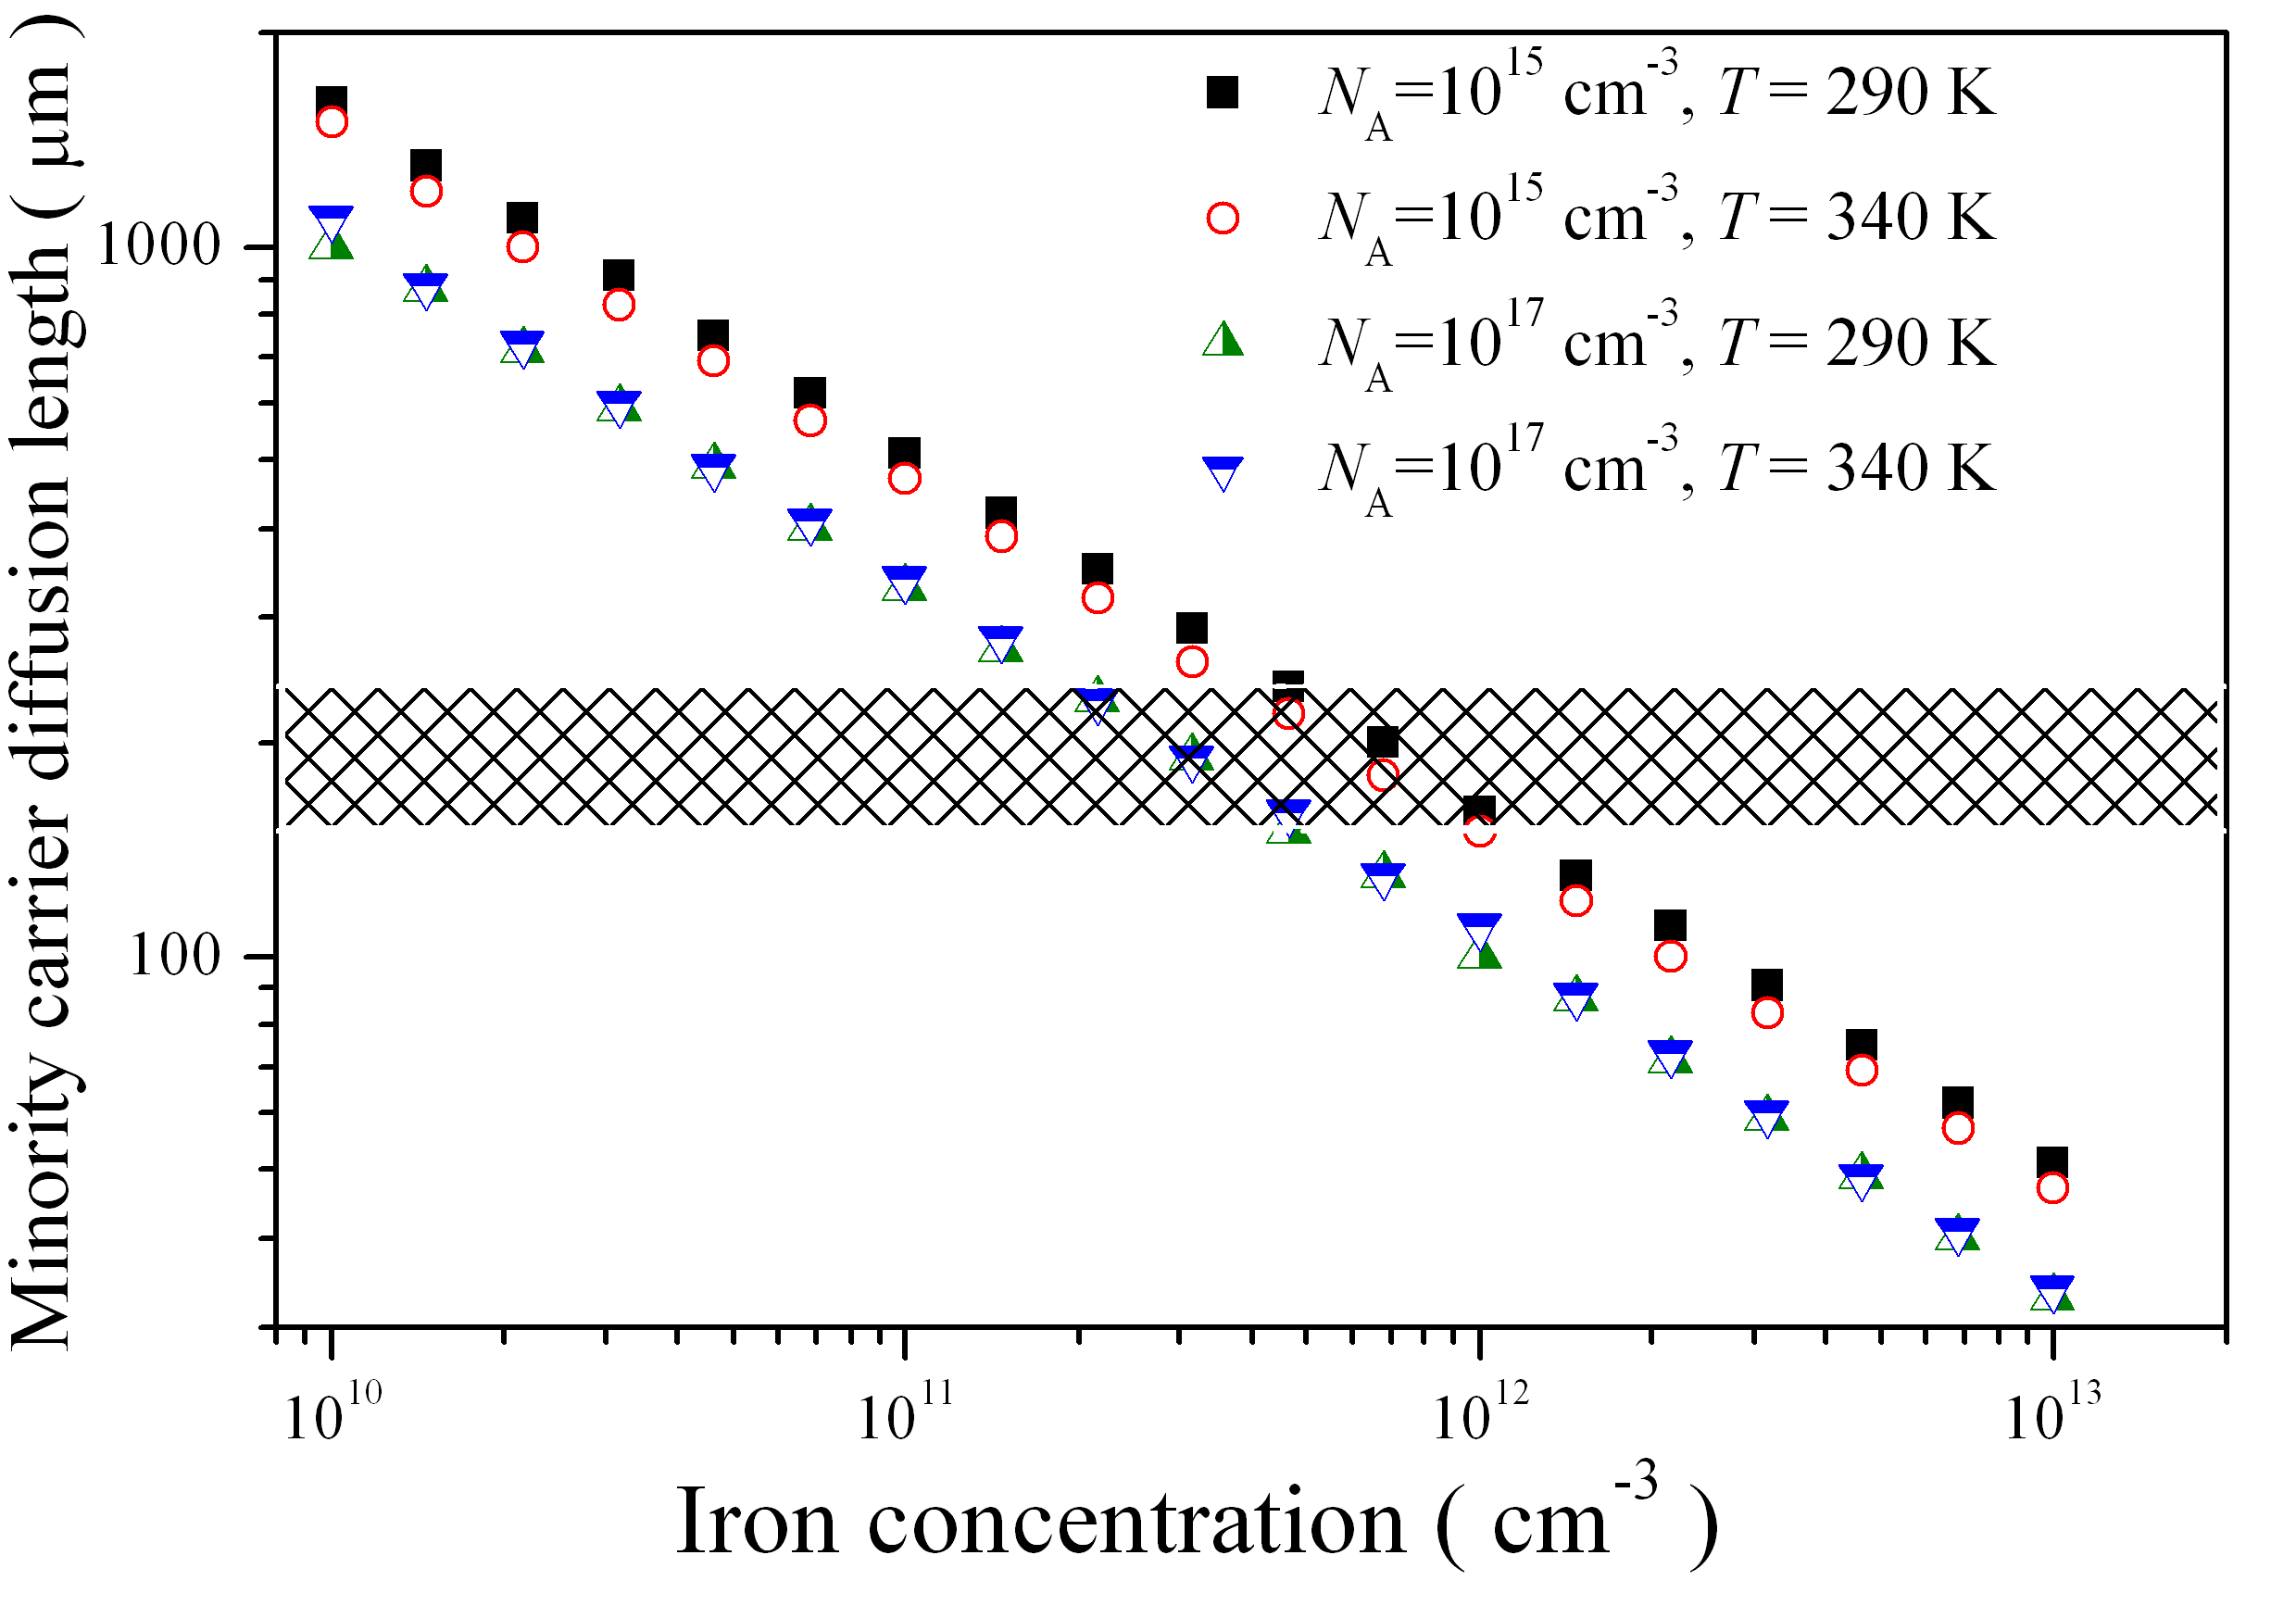 Minority carrier diffusion length ( μm )
1000
100
N_A=10^15 cm^-3, T = 290 K
N_A=10^15 cm^-3, T = 340 K
N_A=10^17 cm^-3, T = 290 K
N_A=10^17 cm^-3, T = 340 K
10^10 10^11 10^12 10^13
Iron concentration ( cm^-3 )